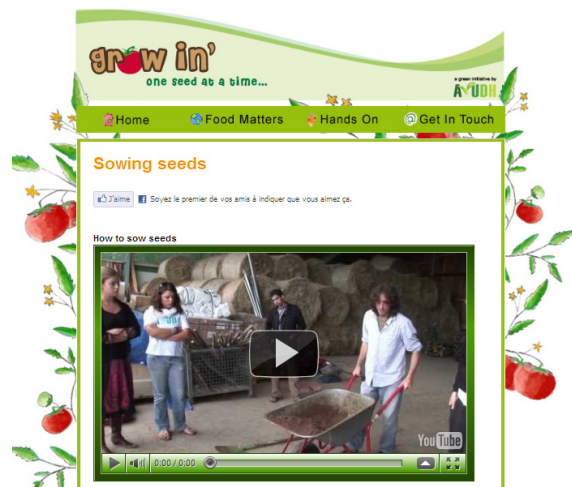 grow in'
one seed at a time...
a green initiative by
AYUDH
Home Food Matters Hands On Get In Touch
Sowing seeds
J'aime Soyez le premier de vos amis à indiquer que vous aimez ça.
How to sow seeds
YouTube
0:00 / 0:00